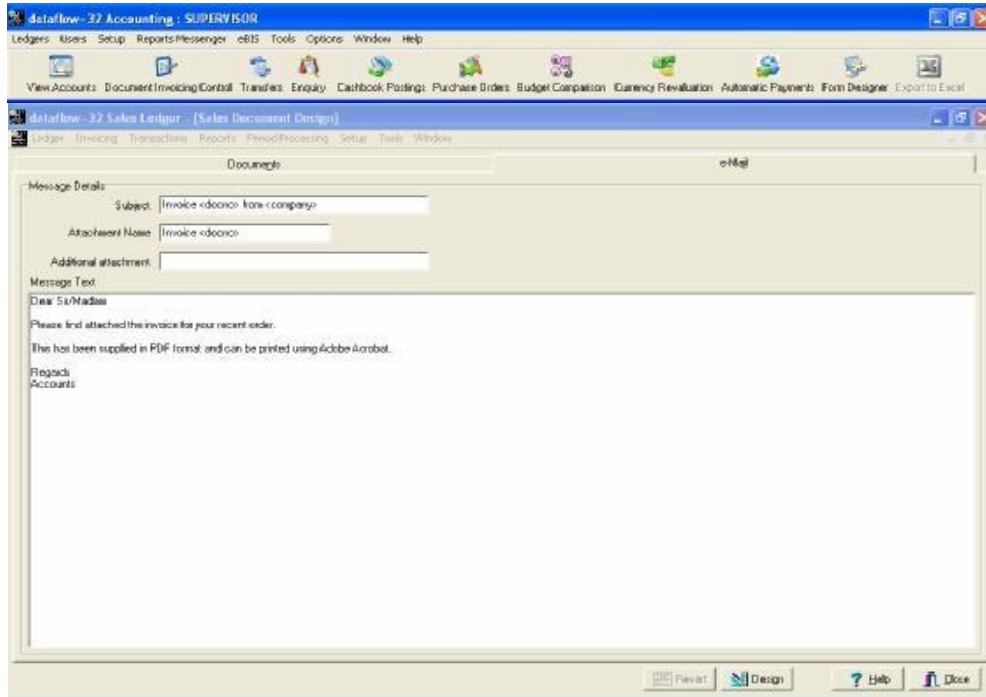 dataflow-32 Accounting : SUPERVISOR
Ledgers Users Setup Reports Messenger eBIS Tools Options Window Help
View Accounts Document Invoicing Control Transfers Enquiry Cashbook Postings Purchase Orders Budget Comparison Currency Revaluation Automatic Payments Form Designer Export to Excel
dataflow-32 Sales Ledger - [Sales Document Design]
Ledger Invoicing Transactions Reports Period Processing Setup Tools Window
Documents e-Mail
Message Details
Subject Invoice <docno> from <company>
Attachment Name Invoice <docno>
Additional attachment
Message Text
Dear Sir/Madam
Please find attached the invoice for your recent order.
This has been supplied in PDF format and can be printed using Adobe Acrobat.
Regards
Accounts
Revert Design ? Help Close